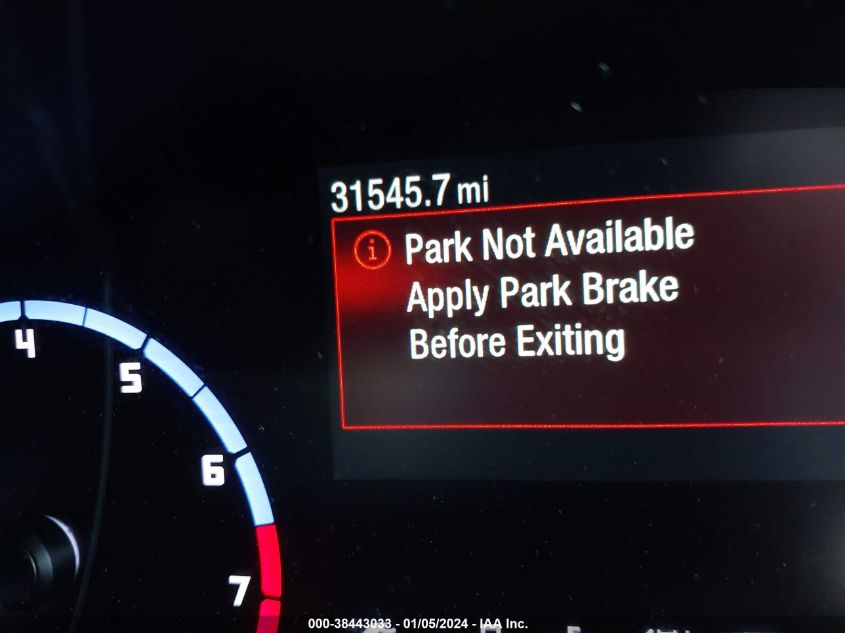 31545.7 mi
Park Not Available
Apply Park Brake
Before Exiting
4
5
6
7
000-38443033 - 01/05/2024 - IAA Inc.